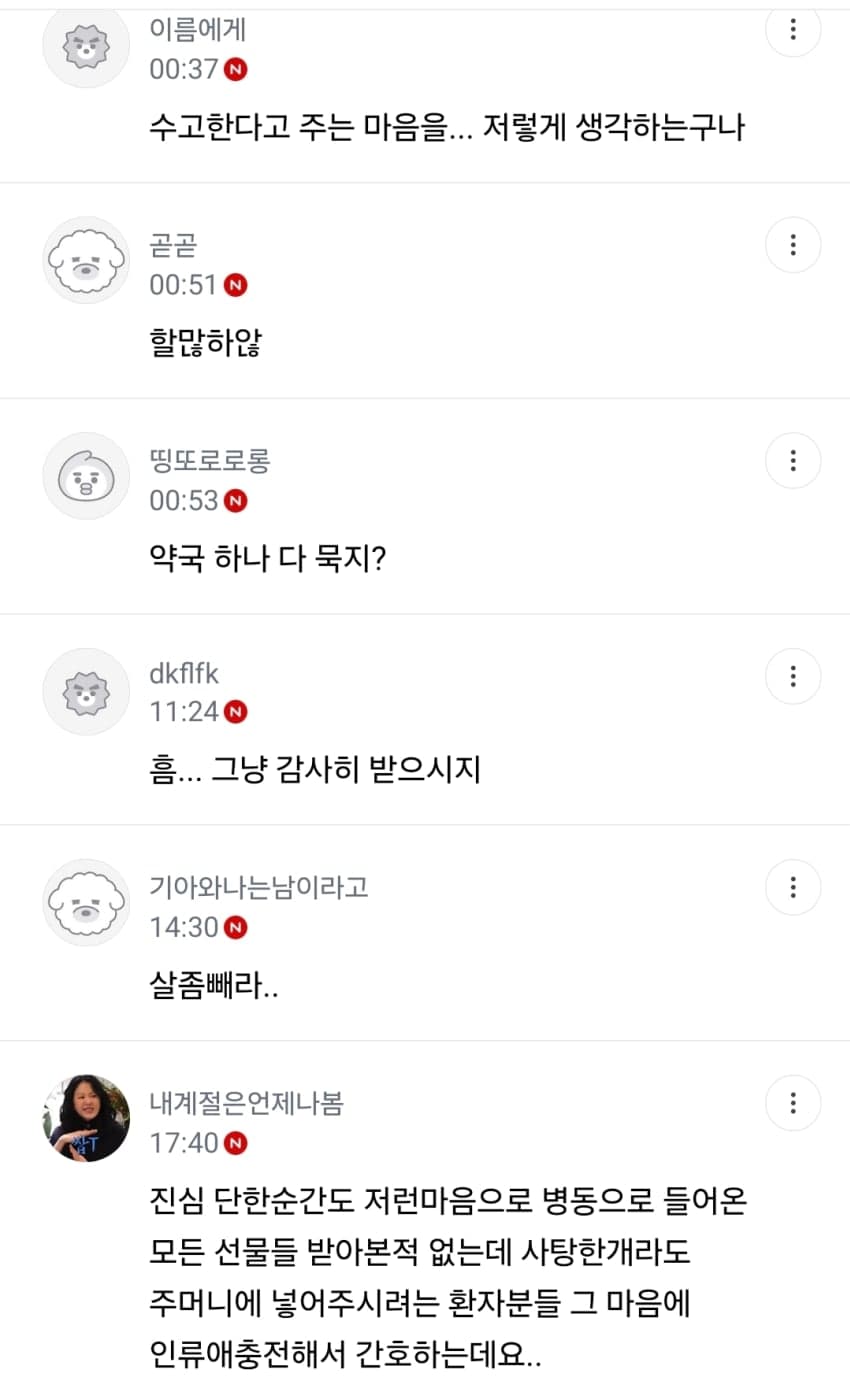 이름에게
00:37 N
수고한다고 주는 마음을... 저렇게 생각하는구나
곧곧
00:51 N
할많하않
띵또로로롱
00:53 N
약국 하나 다 묵지?
dkflfk
11:24 N
흠... 그냥 감사히 받으시지
기아와나는남이라고
14:30 N
살좀빼라..
내계절은언제나봄
17:40 N
진심 단한순간도 저런마음으로 병동으로 들어온
모든 선물들 받아본적 없는데 사탕한개라도
주머니에 넣어주시려는 환자분들 그 마음에
인류애충전해서 간호하는데요..